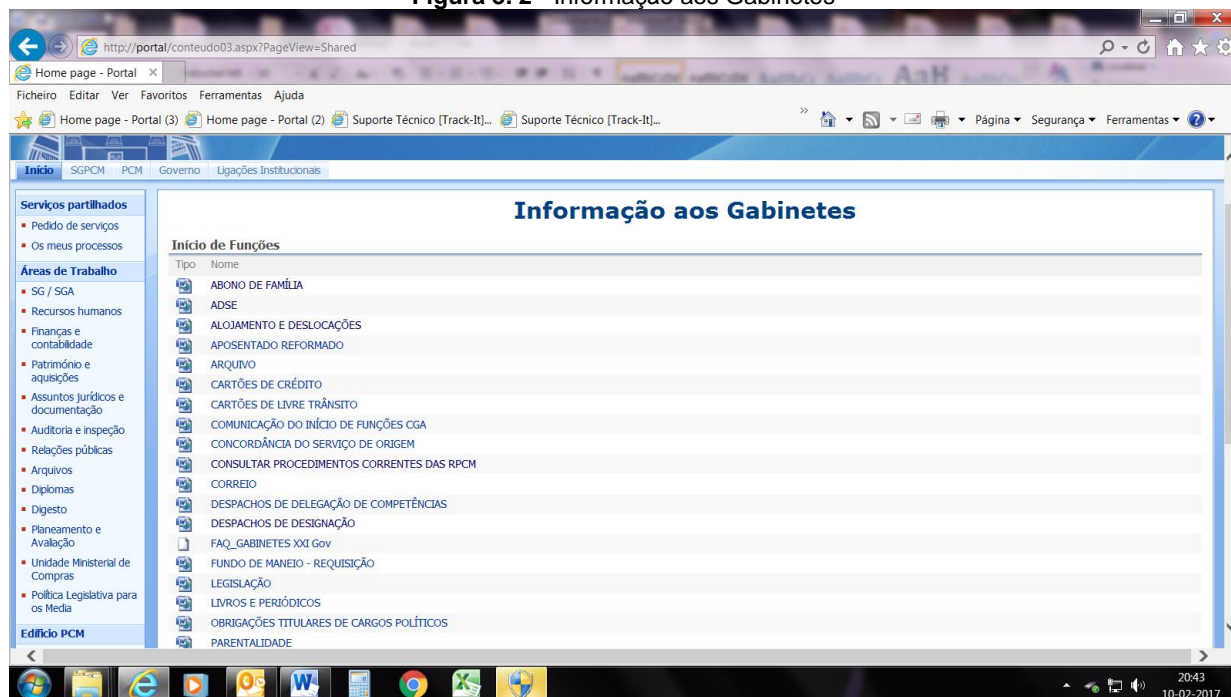 Figura 3. 2 - Informação aos Gabinetes
http://portal/conteudo03.aspx?PageView=Shared
Home page - Portal
Ficheiro Editar Ver Favoritos Ferramentas Ajuda
Home page - Portal (3) Home page - Portal (2) Suporte Técnico [Track-It]... Suporte Técnico [Track-It]... » Página Segurança Ferramentas
Início SGPCM PCM Governo Ligações Institucionais
Serviços partilhados
Pedido de serviços
Os meus processos
Áreas de Trabalho
SG / SGA
Recursos humanos
Finanças e
contabilidade
Património e
aquisições
Assuntos jurídicos e
documentação
Auditoria e inspeção
Relações públicas
Arquivos
Diplomas
Digesto
Planeamento e
Avaliação
Unidade Ministerial de
Compras
Política Legislativa para
os Media
Edifício PCM
Informação aos Gabinetes
Início de Funções
Tipo Nome
ABONO DE FAMÍLIA
ADSE
ALOJAMENTO E DESLOCAÇÕES
APOSENTADO REFORMADO
ARQUIVO
CARTÕES DE CRÉDITO
CARTÕES DE LIVRE TRÂNSITO
COMUNICAÇÃO DO INÍCIO DE FUNÇÕES CGA
CONCORDÂNCIA DO SERVIÇO DE ORIGEM
CONSULTAR PROCEDIMENTOS CORRENTES DAS RPCM
CORREIO
DESPACHOS DE DELEGAÇÃO DE COMPETÊNCIAS
DESPACHOS DE DESIGNAÇÃO
FAQ_GABINETES XXI Gov
FUNDO DE MANEIO - REQUISIÇÃO
LEGISLAÇÃO
LIVROS E PERIÓDICOS
OBRIGAÇÕES TITULARES DE CARGOS POLÍTICOS
PARENTALIDADE
20:43
10-02-2017